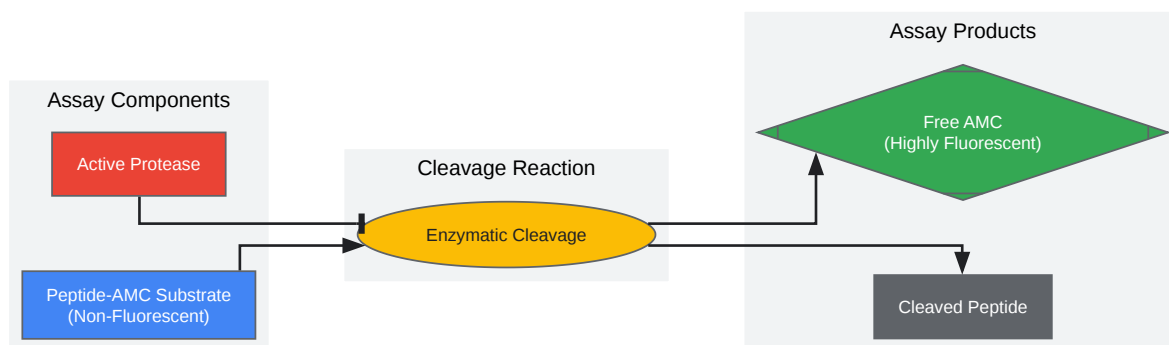 Assay Components
Active Protease
Peptide-AMC Substrate
(Non-Fluorescent)
Cleavage Reaction
Enzymatic Cleavage
Assay Products
Free AMC
(Highly Fluorescent)
Cleaved Peptide